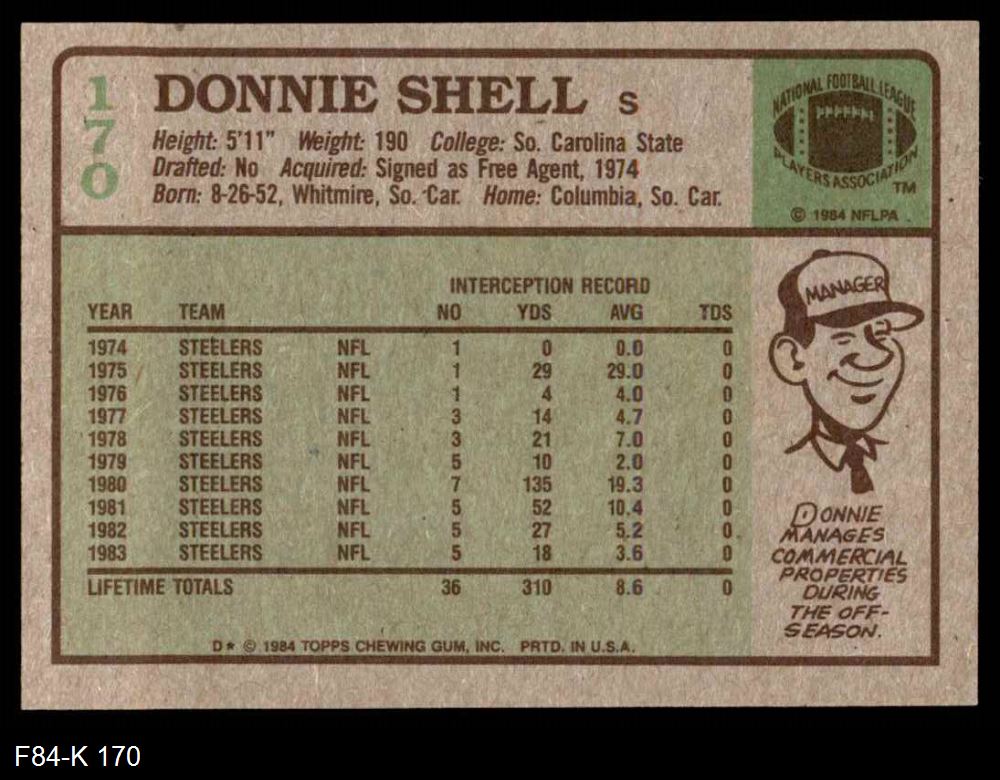 170
DONNIE SHELL S
Height: 5'11" Weight: 190 College: So. Carolina State
Drafted: No Acquired: Signed as Free Agent, 1974
Born: 8-26-52, Whitmire, So. Car. Home: Columbia, So. Car.
NATIONAL FOOTBALL LEAGUE
PLAYERS ASSOCIATION
TM
© 1984 NFLPA
INTERCEPTION RECORD
YEAR TEAM NO YDS AVG TDS
1974 STEELERS NFL 1 0 0.0 0
1975 STEELERS NFL 1 29 29.0 0
1976 STEELERS NFL 1 4 4.0 0
1977 STEELERS NFL 3 14 4.7 0
1978 STEELERS NFL 3 21 7.0 0
1979 STEELERS NFL 5 10 2.0 0
1980 STEELERS NFL 7 135 19.3 0
1981 STEELERS NFL 5 52 10.4 0
1982 STEELERS NFL 5 27 5.2 0
1983 STEELERS NFL 5 18 3.6 0
LIFETIME TOTALS 36 310 8.6 0
D* © 1984 TOPPS CHEWING GUM, INC. PRTD. IN U.S.A.
MANAGER
DONNIE
MANAGES
COMMERCIAL
PROPERTIES
DURING
THE OFF-
SEASON.
F84-K 170